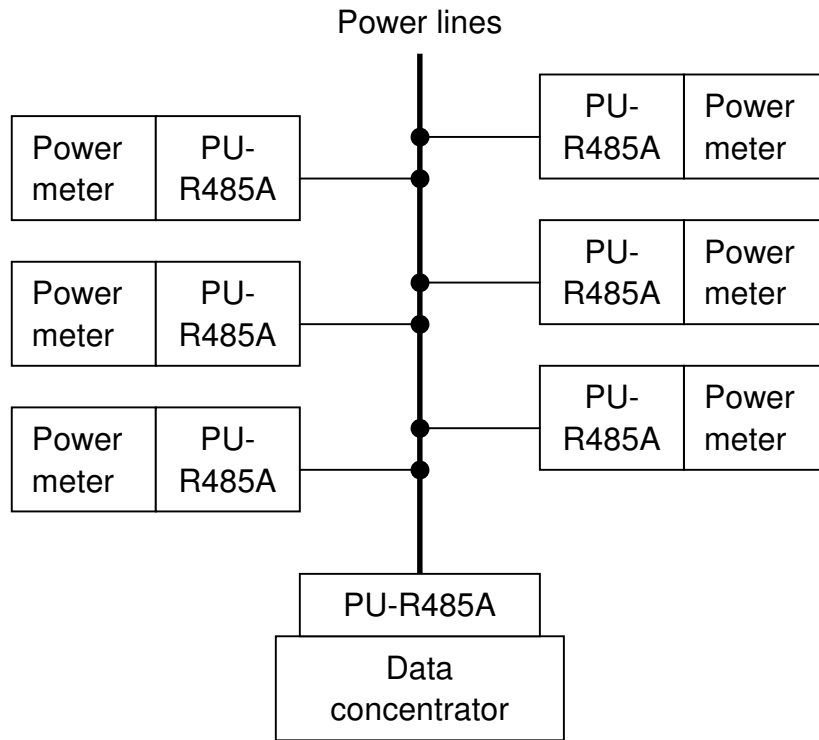 Power lines
PU-
R485A
Power
meter
Power
meter
PU-
R485A
PU-
R485A
Power
meter
Power
meter
PU-
R485A
PU-
R485A
Power
meter
Power
meter
PU-
R485A
PU-R485A
Data
concentrator